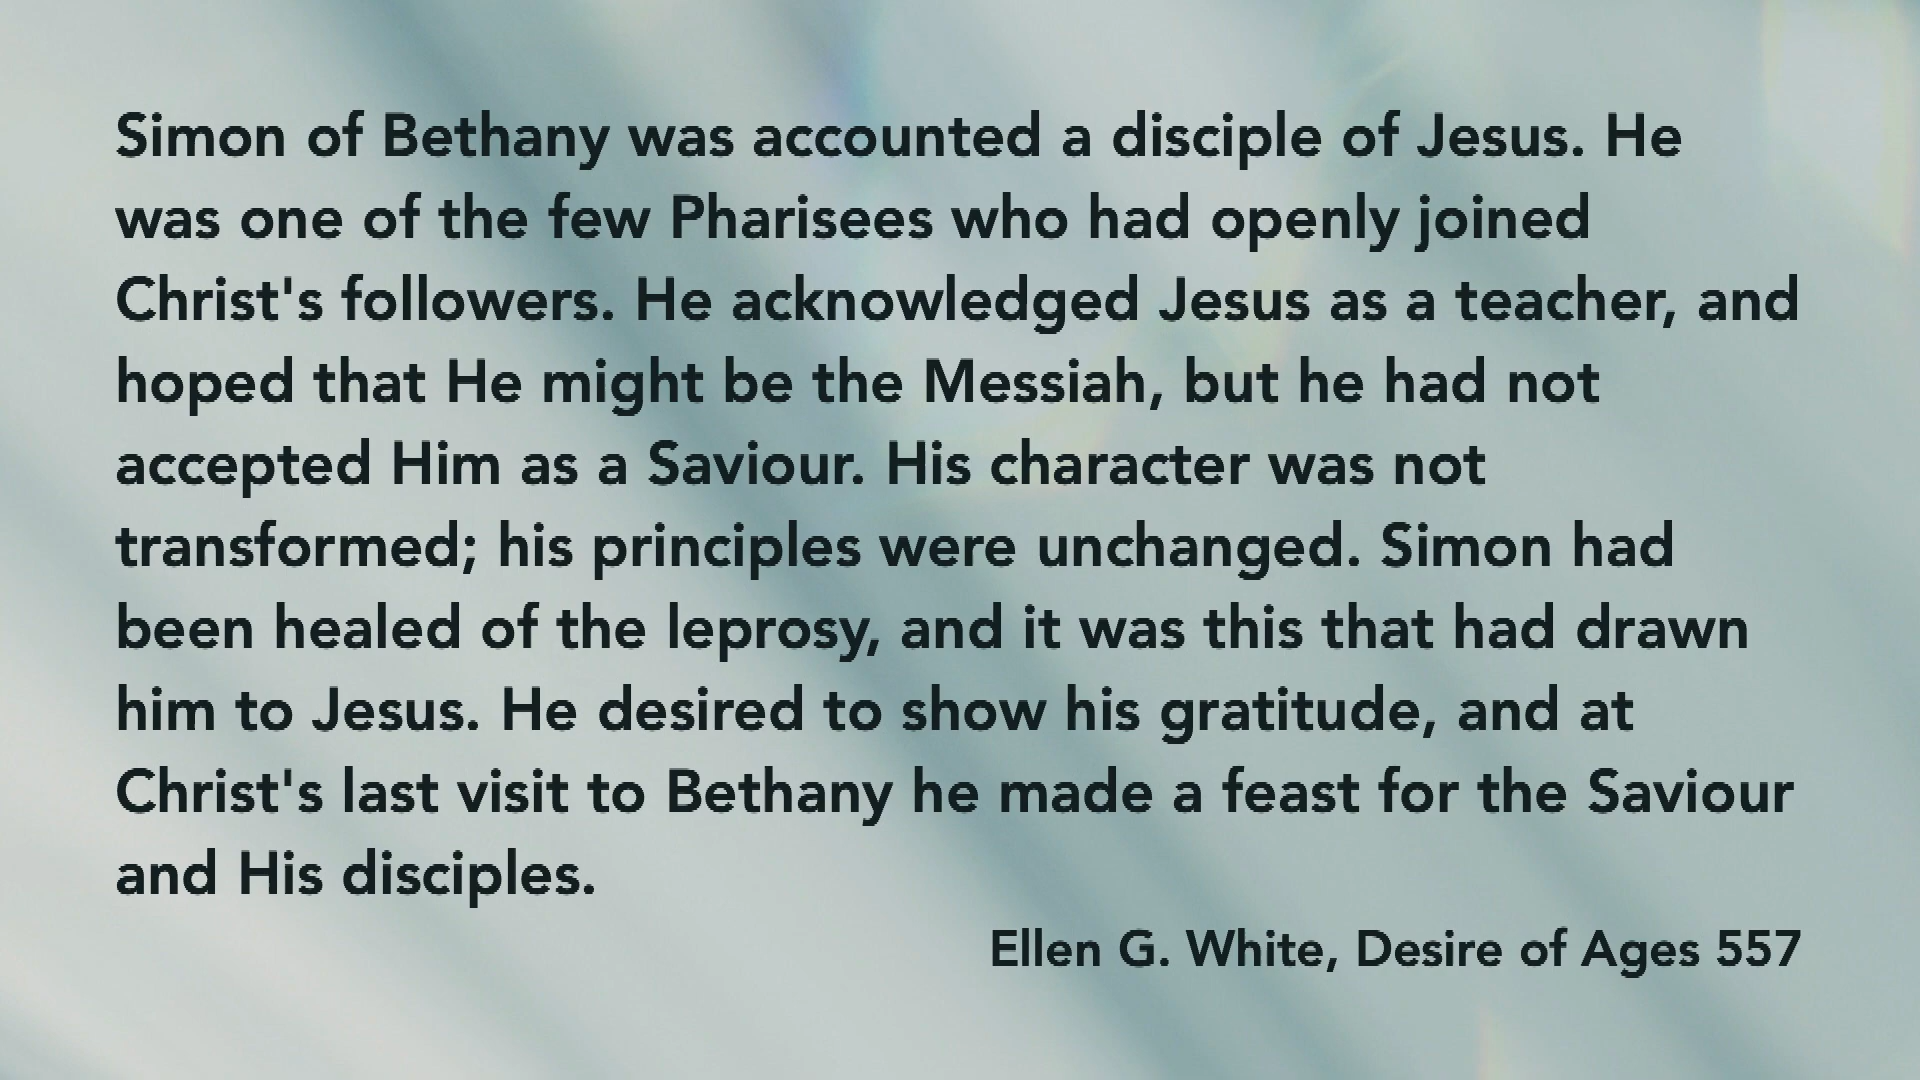 Simon of Bethany was accounted a disciple of Jesus. He
was one of the few Pharisees who had openly joined
Christ's followers. He acknowledged Jesus as a teacher, and
hoped that He might be the Messiah, but he had not
accepted Him as a Saviour. His character was not
transformed; his principles were unchanged. Simon had
been healed of the leprosy, and it was this that had drawn
him to Jesus. He desired to show his gratitude, and at
Christ's last visit to Bethany he made a feast for the Saviour
and His disciples.
Ellen G. White, Desire of Ages 557